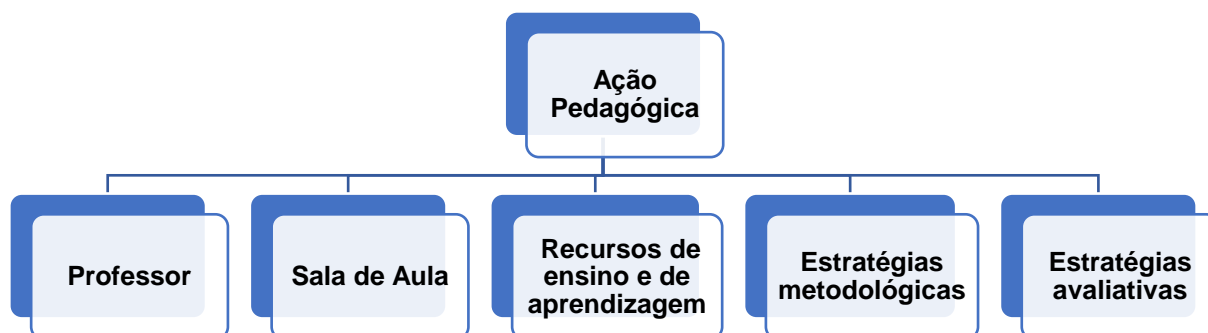 Ação
Pedagógica
Professor
Sala de Aula
Recursos de
ensino e de
aprendizagem
Estratégias
metodológicas
Estratégias
avaliativas